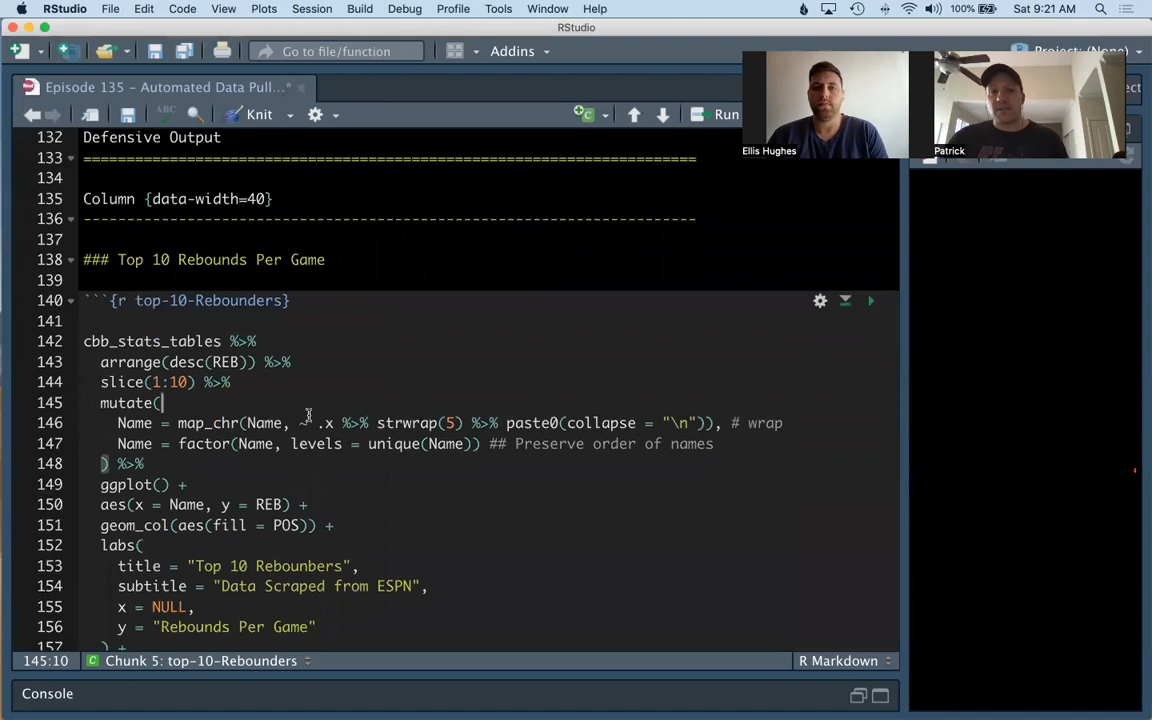 RStudio File Edit Code View Plots Session Build Debug Profile Tools Window Help 100% Sat 9:21 AM
RStudio
Go to file/function Addins Project: (None)
Episode 135 - Automated Data Pull...*
ABC Knit Run
Ellis Hughes
Patrick
132 Defensive Output
133 =======================================================================
134
135 Column {data-width=40}
136 -----------------------------------------------------------------------
137
138 ### Top 10 Rebounds Per Game
139
140 ```{r top-10-Rebounders}
141
142 cbb_stats_tables %>%
143 arrange(desc(REB)) %>%
144 slice(1:10) %>%
145 mutate(
146 Name = map_chr(Name, ~ .x %>% strwrap(5) %>% paste0(collapse = "\n")), # wrap
147 Name = factor(Name, levels = unique(Name)) ## Preserve order of names
148 ) %>%
149 ggplot() +
150 aes(x = Name, y = REB) +
151 geom_col(aes(fill = POS)) +
152 labs(
153 title = "Top 10 Rebounbers",
154 subtitle = "Data Scraped from ESPN",
155 x = NULL,
156 y = "Rebounds Per Game"
157 ) +
145:10 Chunk 5: top-10-Rebounders R Markdown
Console